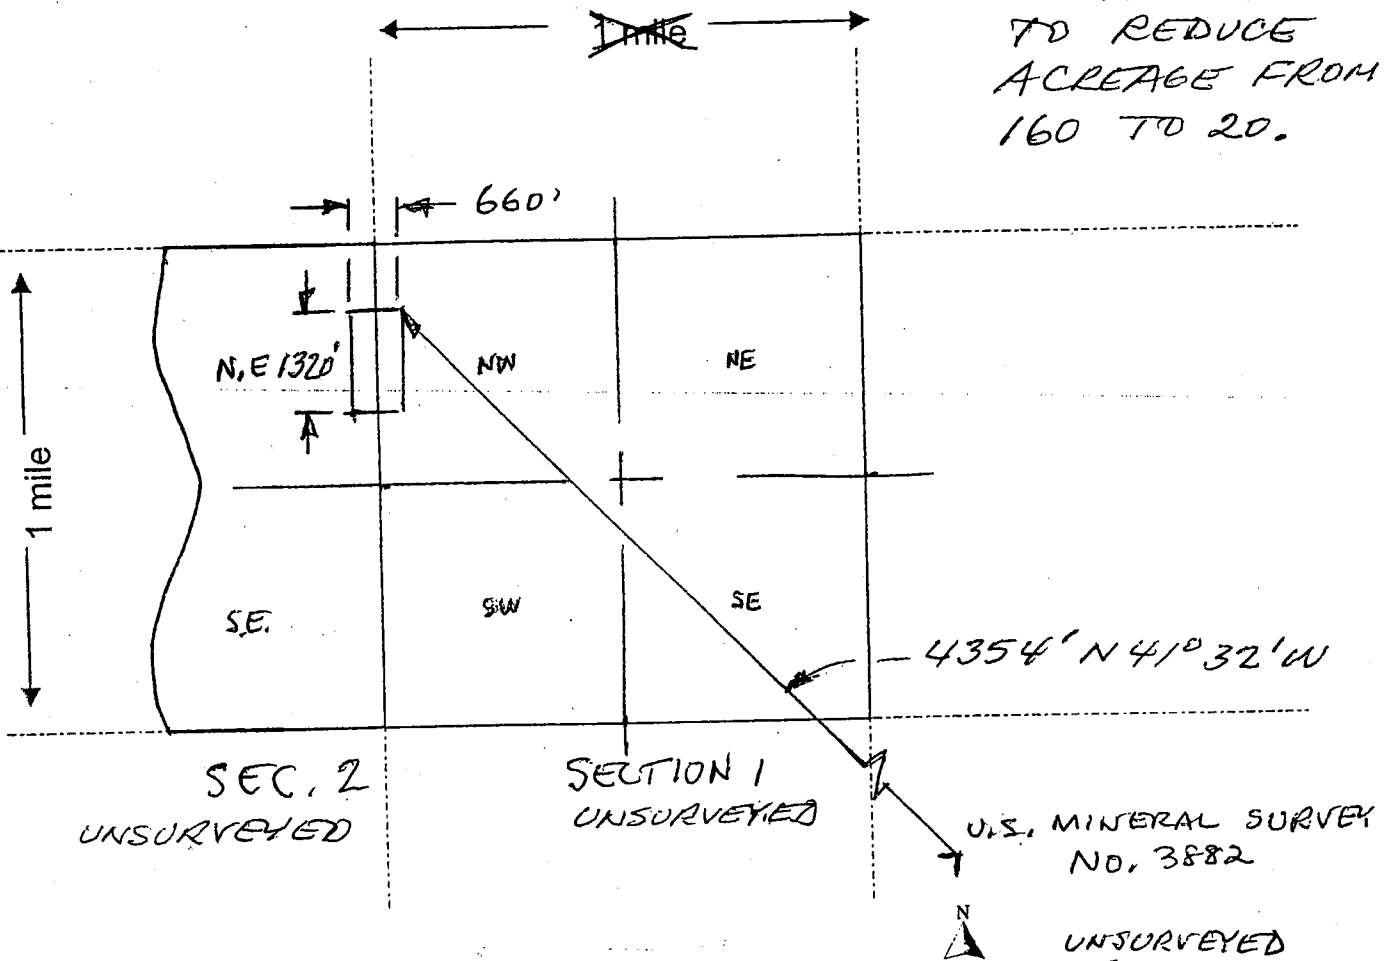 1 mile
TO REDUCE
ACREAGE FROM
160 TO 20.
660'
N.E 1320'
NW
NE
1 mile
S.E.
SW
SE
4354' N 41° 32' W
SEC. 2
UNSURVEYED
SECTION 1
UNSURVEYED
U.S. MINERAL SURVEY
NO. 3882
N
UNSURVEYED